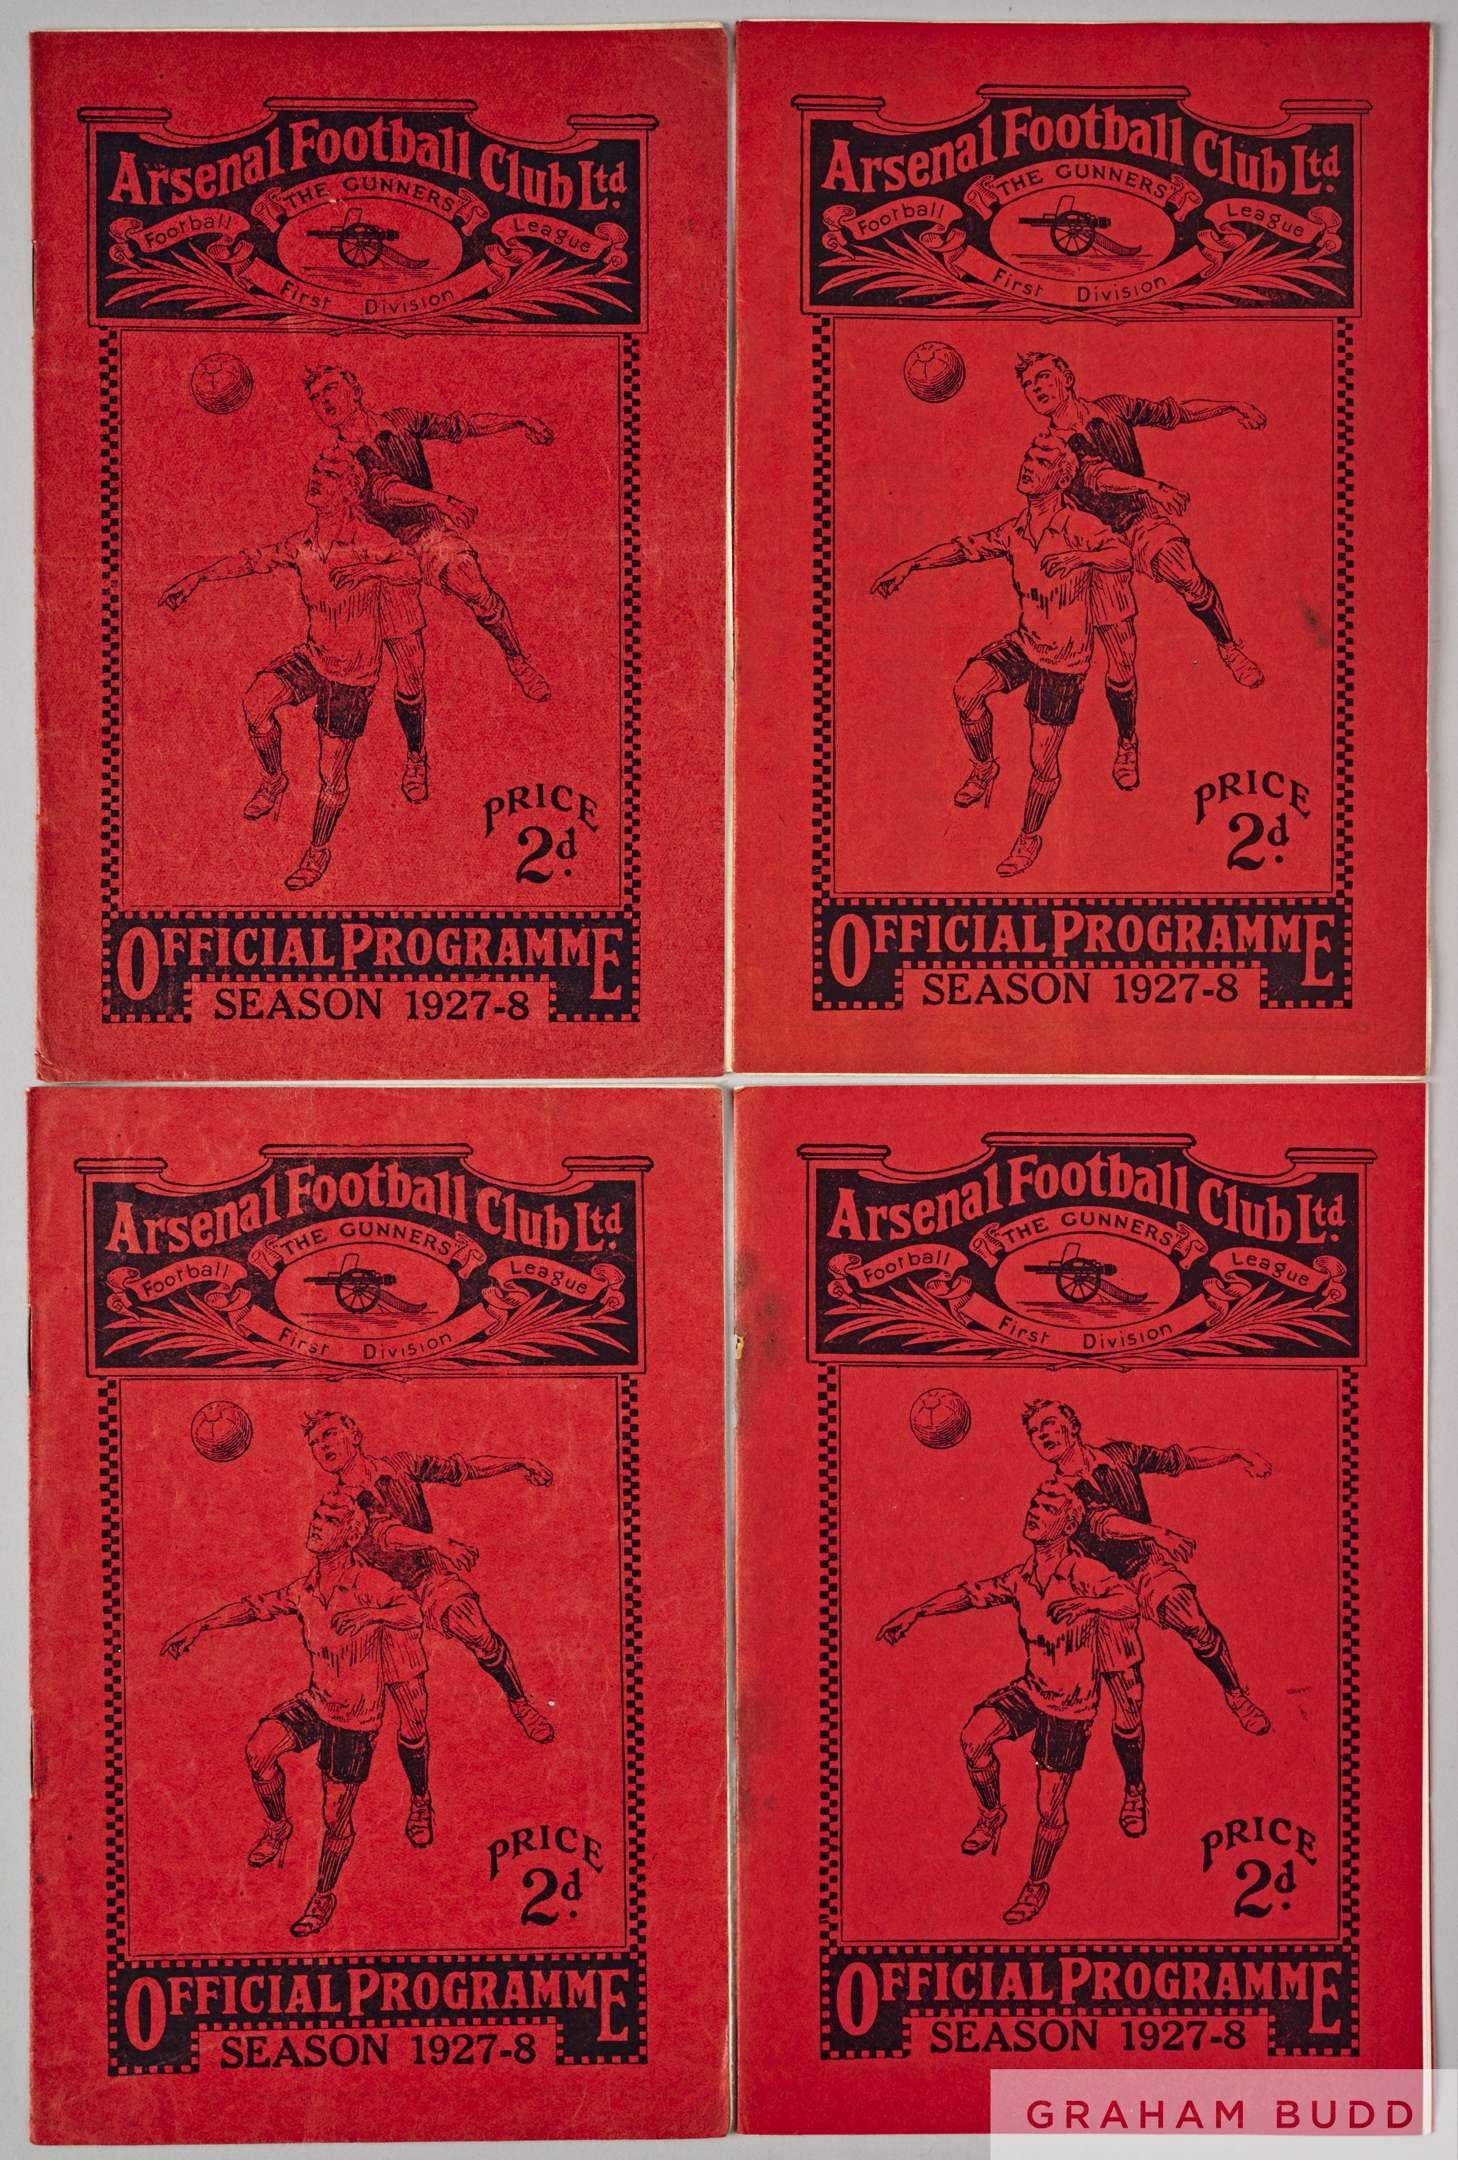 Arsenal Football Club Ltd.
"THE GUNNERS"
Football League
First Division
PRICE
2d.
OFFICIAL PROGRAMME
SEASON 1927-8
Arsenal Football Club Ltd.
"THE GUNNERS"
Football League
First Division
PRICE
2d.
OFFICIAL PROGRAMME
SEASON 1927-8
Arsenal Football Club Ltd.
"THE GUNNERS"
Football League
First Division
PRICE
2d.
OFFICIAL PROGRAMME
SEASON 1927-8
Arsenal Football Club Ltd.
"THE GUNNERS"
Football League
First Division
PRICE
2d.
OFFICIAL PROGRAMME
SEASON 1927-8
GRAHAM BUDD